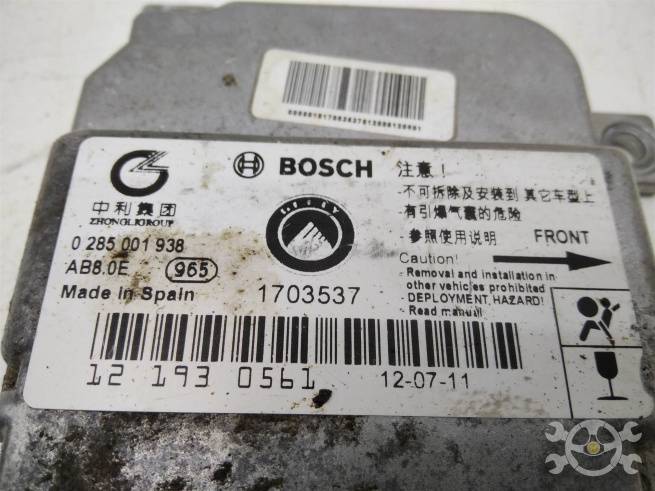 BOSCH
中利集团
ZHONGLIGROUP
0 285 001 938
AB8.0E 965
Made in Spain
1703537
注意！
-不可拆除及安装到 其它车型上
有引爆气囊的危险
-参照使用说明 FRONT
Caution!
- Removal and installation in
other vehicles prohibited
- DEPLOYMENT, HAZARD!
- Read manual!
12 193 0561
12-07-11